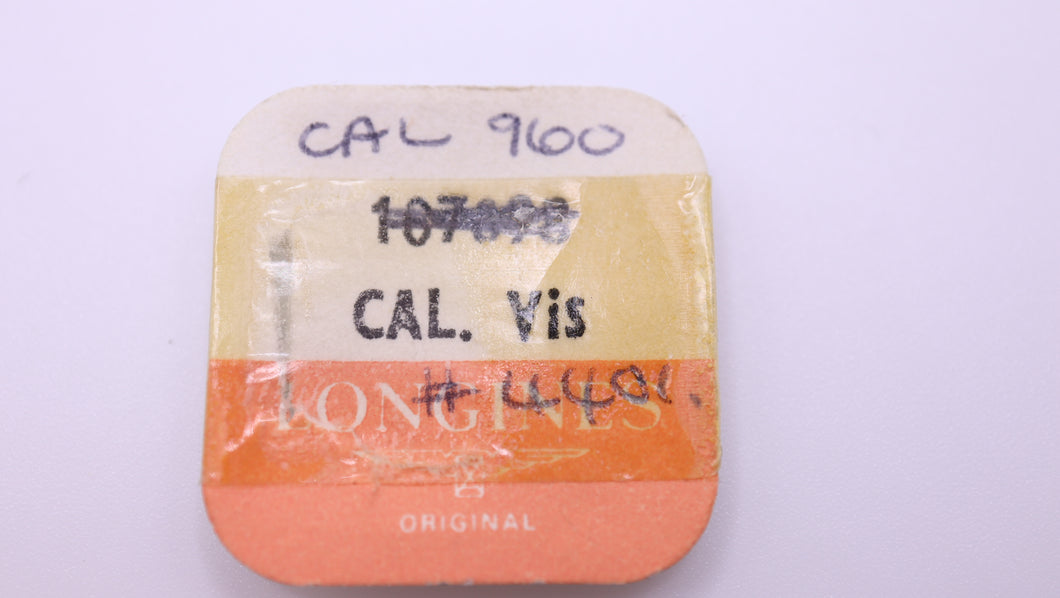 CAL 960
CAL. Vis
# 4401.
LONGINES
ORIGINAL